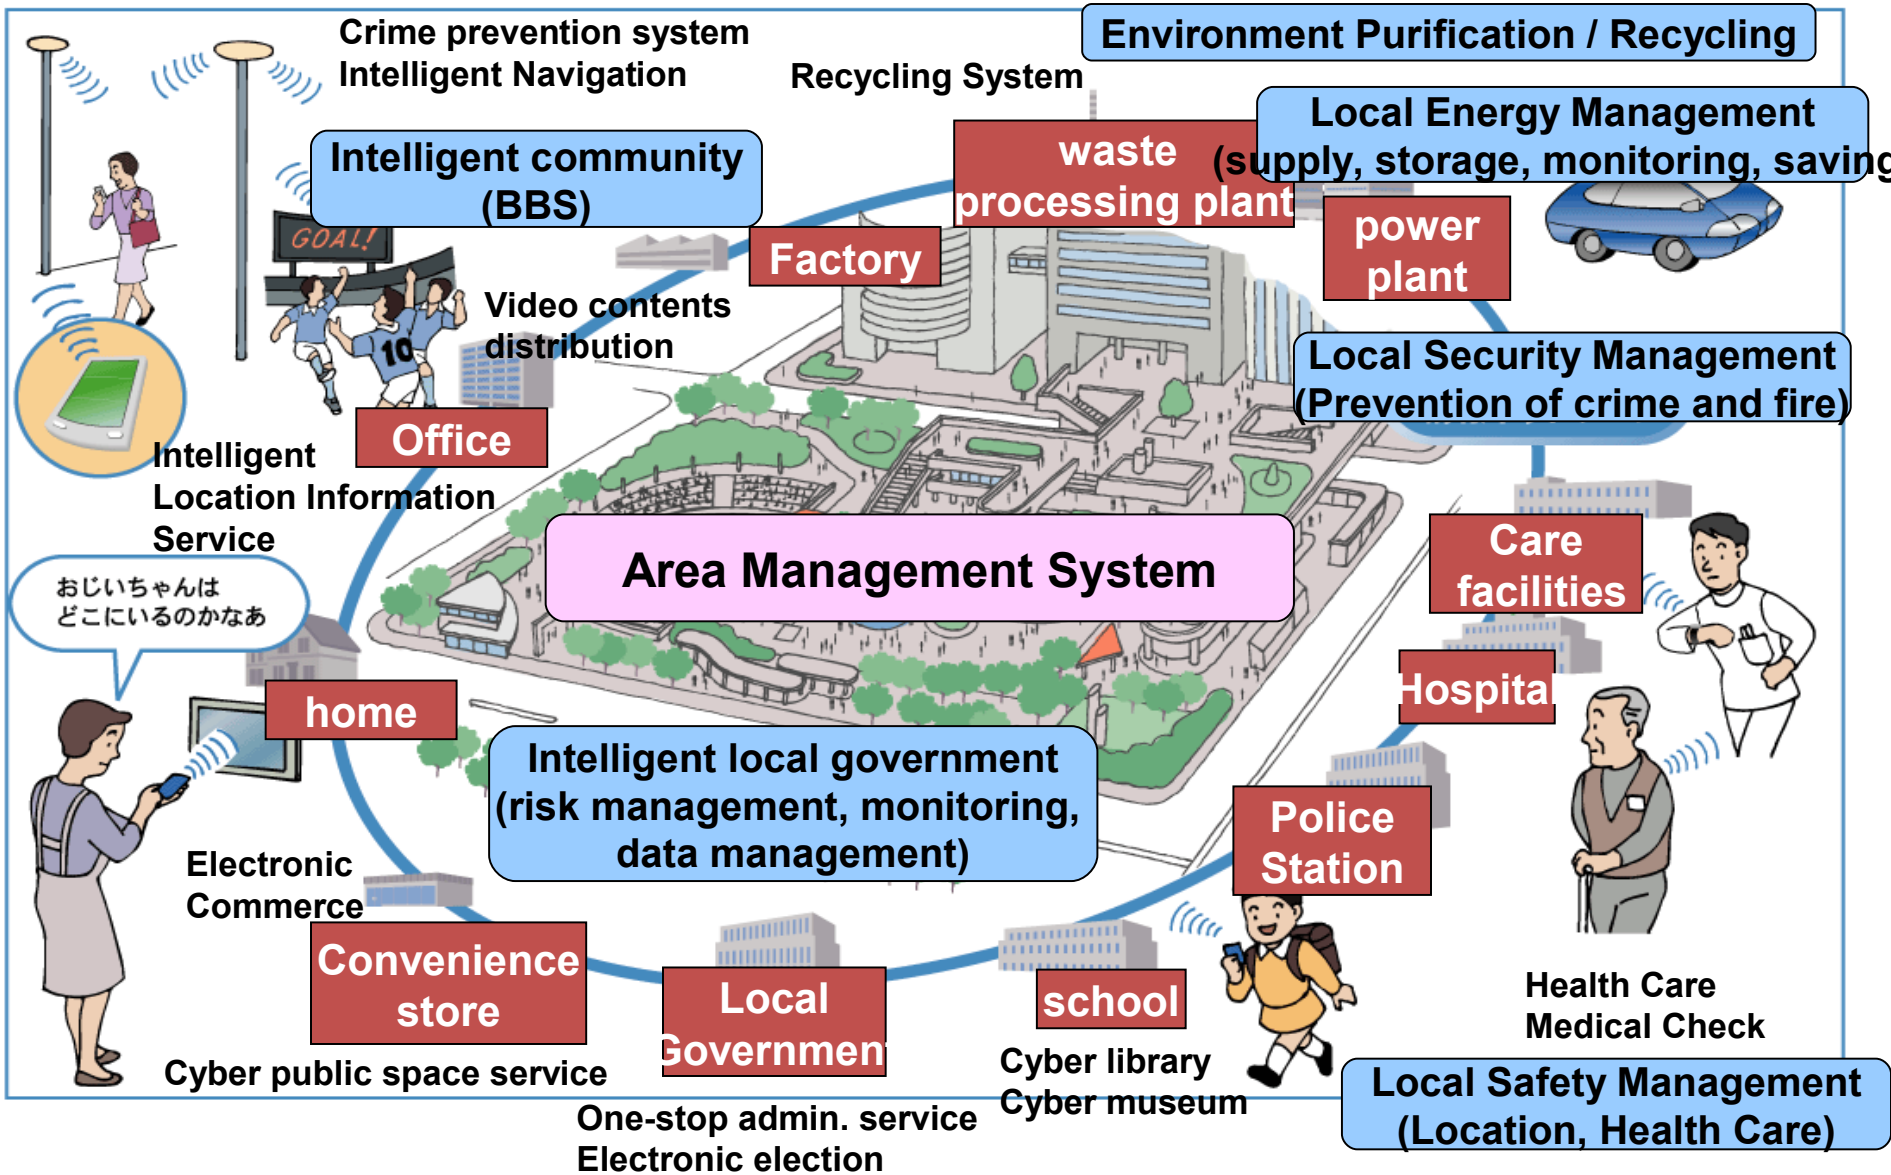 Crime prevention system
Intelligent Navigation
Environment Purification / Recycling
Recycling System
Local Energy Management
(supply, storage, monitoring, saving
Intelligent community
(BBS)
waste
processing plant
power
plant
GOAL!
Factory
Video contents
distribution
10
Local Security Management
(Prevention of crime and fire)
Office
Intelligent
Location Information
Service
Area Management System
Care
facilities
おじいちゃんは
どこにいるのかなあ
Hospital
home
Intelligent local government
(risk management, monitoring,
data management)
Police
Station
Electronic
Commerce
Convenience
store
Local
Government
school
Health Care
Medical Check
Cyber public space service
Cyber library
Cyber museum
Local Safety Management
(Location, Health Care)
One-stop admin. service
Electronic election